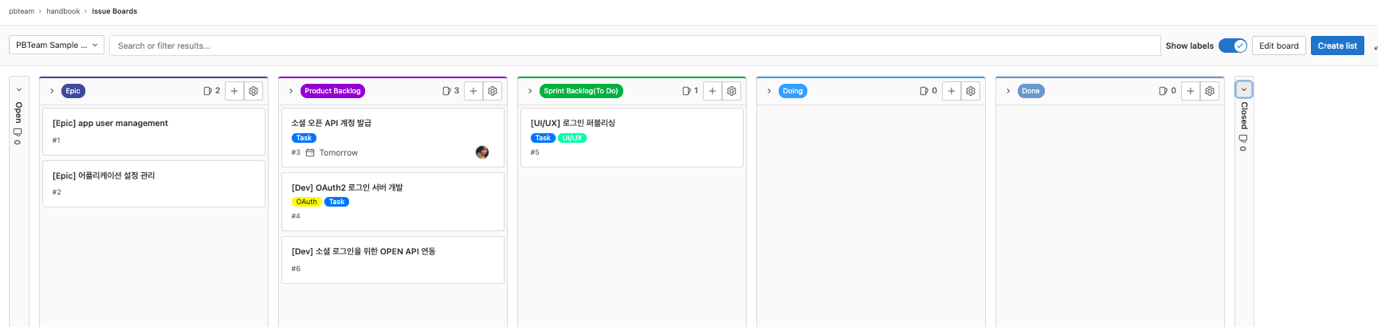 pbteam > handbook > Issue Boards
PBTeam Sample ...
Search or filter results...
Show labels
Edit board
Create list
Open 0
Epic 2
[Epic] app user management
#1
[Epic] 어플리케이션 설정 관리
#2
Product Backlog 3
소셜 오픈 API 계정 발급
Task
#3 Tomorrow
[Dev] OAuth2 로그인 서버 개발
OAuth Task
#4
[Dev] 소셜 로그인을 위한 OPEN API 연동
#6
Sprint Backlog(To Do) 1
[UI/UX] 로그인 퍼블리싱
Task UI/UX
#5
Doing 0
Done 0
Closed 0